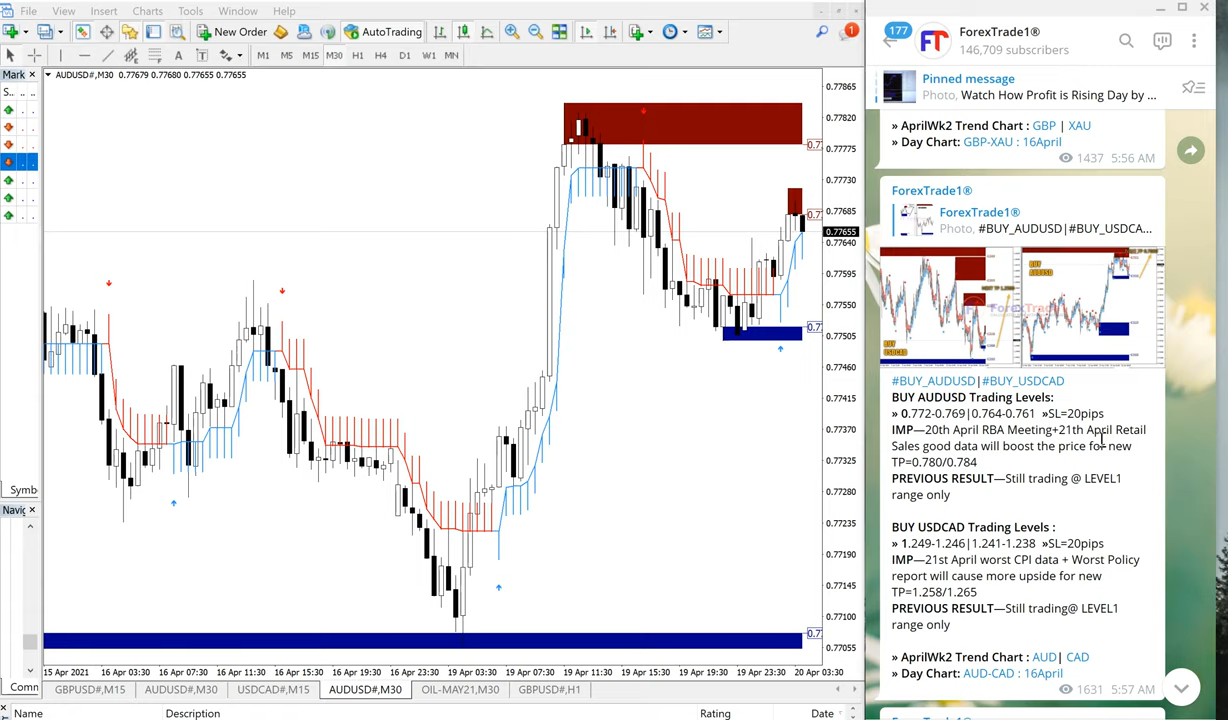 File View Insert Charts Tools Window Help
New Order AutoTrading 1
M1 M5 M15 M30 H1 H4 D1 W1 MN
Mark ×
AUDUSD#,M30 0.77679 0.77680 0.77655 0.77655
S..
0.77865
0.77820
0.77775
0.77730
0.77685
0.77655
0.77640
0.77595
0.77550
0.77505
0.77460
0.77415
0.77370
0.77325
0.77280
0.77235
0.77190
0.77145
0.77100
0.77055
Symb
Navig ×
Comn
15 Apr 2021 16 Apr 03:30 16 Apr 07:30 16 Apr 11:30 16 Apr 15:30 16 Apr 19:30 16 Apr 23:30 19 Apr 03:30 19 Apr 07:30 19 Apr 11:30 19 Apr 15:30 19 Apr 19:30 19 Apr 23:30 20 Apr 03:30
GBPUSD#,M15 AUDUSD#,M30 USDCAD#,M15 AUDUSD#,M30 OIL-MAY21,M30 GBPUSD#,H1
Name Description Rating Date
177
FT
ForexTrade1®
146,709 subscribers
Pinned message
Photo, Watch How Profit is Rising Day by ...
» AprilWk2 Trend Chart : GBP | XAU
» Day Chart: GBP-XAU : 16April
1437 5:56 AM
ForexTrade1®
ForexTrade1®
Photo, #BUY_AUDUSD|#BUY_USDCA...
BUY
USDCAD
BUY
AUDUSD
#BUY_AUDUSD|#BUY_USDCAD
BUY AUDUSD Trading Levels:
» 0.772-0.769|0.764-0.761 »SL=20pips
IMP—20th April RBA Meeting+21th April Retail
Sales good data will boost the price for new
TP=0.780/0.784
PREVIOUS RESULT—Still trading @ LEVEL1
range only
BUY USDCAD Trading Levels :
» 1.249-1.246|1.241-1.238 »SL=20pips
IMP—21st April worst CPI data + Worst Policy
report will cause more upside for new
TP=1.258/1.265
PREVIOUS RESULT—Still trading@ LEVEL1
range only
» AprilWk2 Trend Chart : AUD| CAD
» Day Chart: AUD-CAD : 16April
1631 5:57 AM